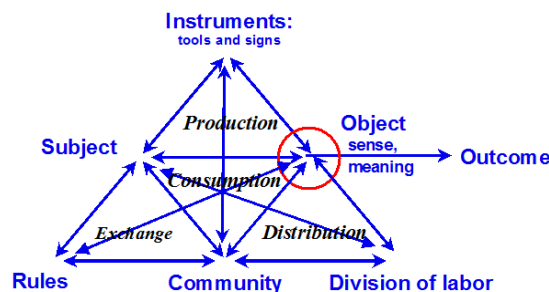 Instruments:
tools and signs
Production
Subject
Object
sense,
meaning
Outcome
Consumption
Exchange
Distribution
Rules
Community
Division of labor